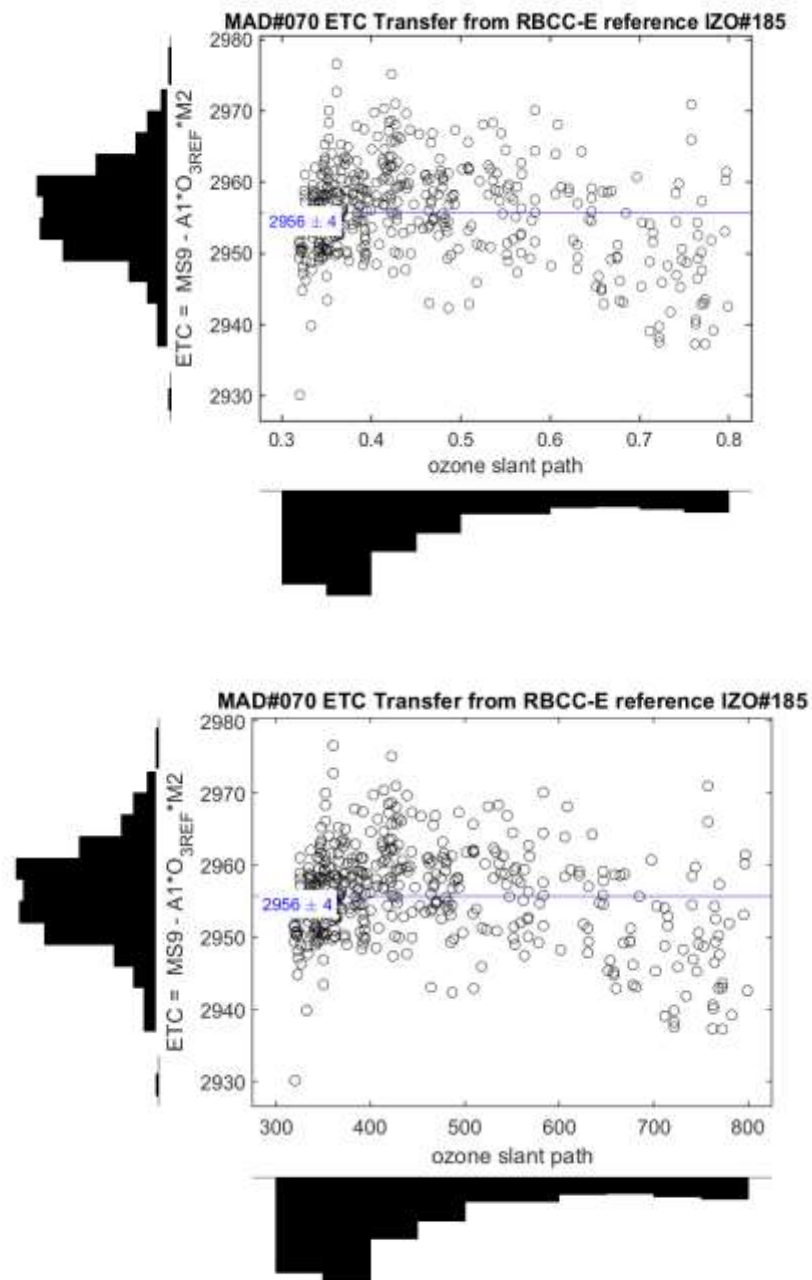 MAD#070 ETC Transfer from RBCC-E reference IZO#185
2980
2970
2960
2950
2940
2930
ETC = MS9 - A1*O3REF*M2
2956 ± 4
0.3 0.4 0.5 0.6 0.7 0.8
ozone slant path
MAD#070 ETC Transfer from RBCC-E reference IZO#185
2980
2970
2960
2950
2940
2930
ETC = MS9 - A1*O3REF*M2
2956 ± 4
300 400 500 600 700 800
ozone slant path